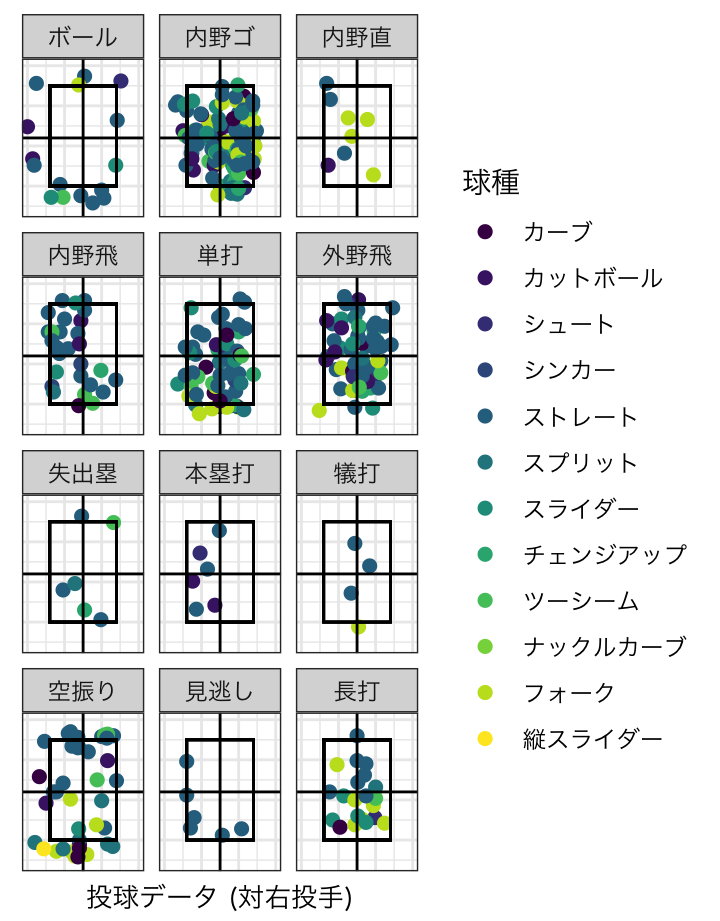 ボール
内野ゴ
内野直
内野飛
単打
外野飛
失出塁
本塁打
犠打
空振り
見逃し
長打
投球データ (対右投手)
球種
カーブ
カットボール
シュート
シンカー
ストレート
スプリット
スライダー
チェンジアップ
ツーシーム
ナックルカーブ
フォーク
縦スライダー